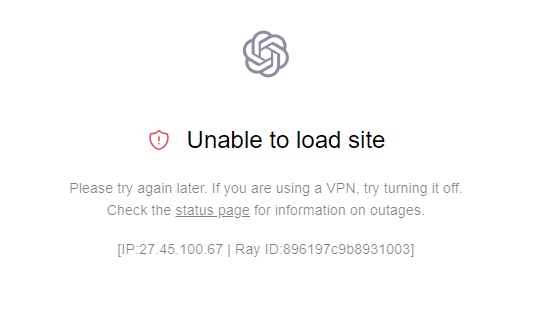 Unable to load site
Please try again later. If you are using a VPN, try turning it off.
Check the status page for information on outages.
[IP:27.45.100.67 | Ray ID:896197c9b8931003]